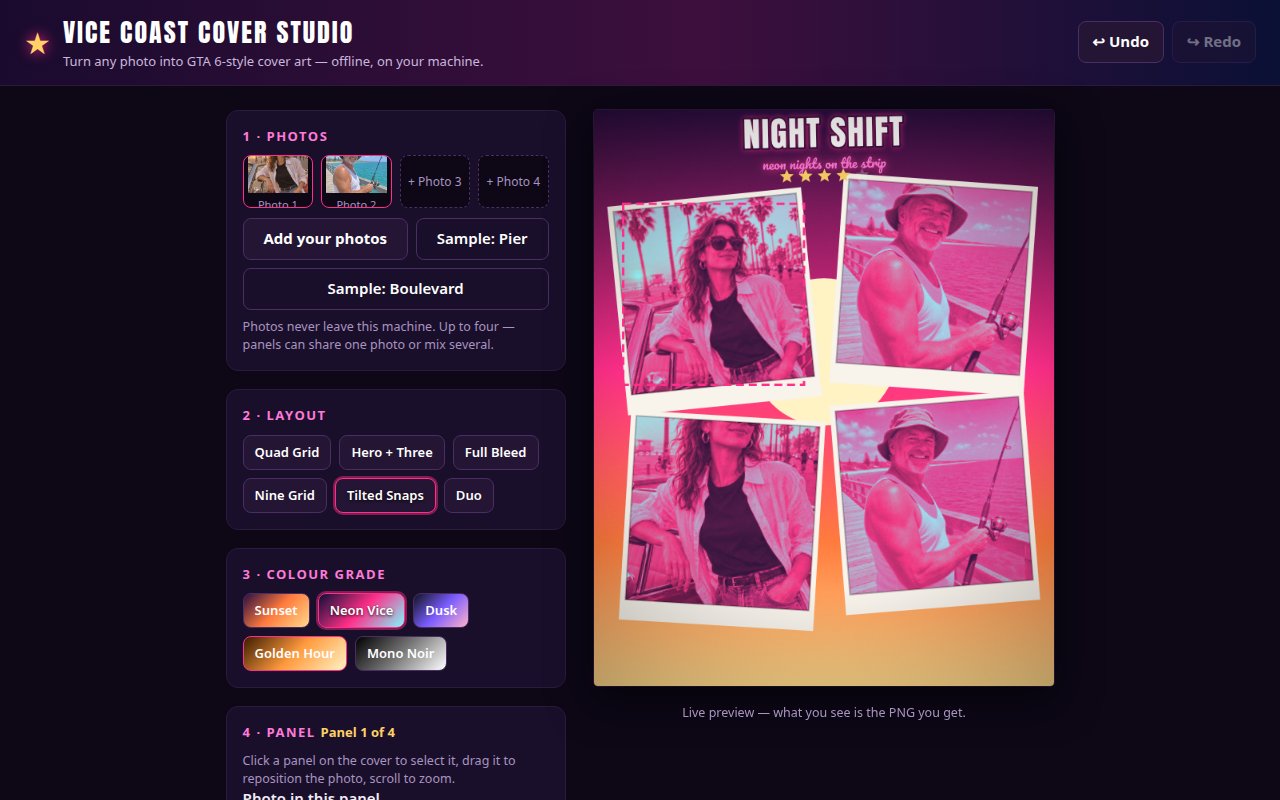 VICE COAST COVER STUDIO
Turn any photo into GTA 6-style cover art — offline, on your machine.
↩ Undo
↪ Redo
1 · PHOTOS
Photo 1
Photo 2
+ Photo 3
+ Photo 4
Add your photos
Sample: Pier
Sample: Boulevard
Photos never leave this machine. Up to four —
panels can share one photo or mix several.
2 · LAYOUT
Quad Grid
Hero + Three
Full Bleed
Nine Grid
Tilted Snaps
Duo
3 · COLOUR GRADE
Sunset
Neon Vice
Dusk
Golden Hour
Mono Noir
4 · PANEL Panel 1 of 4
Click a panel on the cover to select it, drag it to
reposition the photo, scroll to zoom.
Photo in this panel
NIGHT SHIFT
neon nights on the strip
Live preview — what you see is the PNG you get.